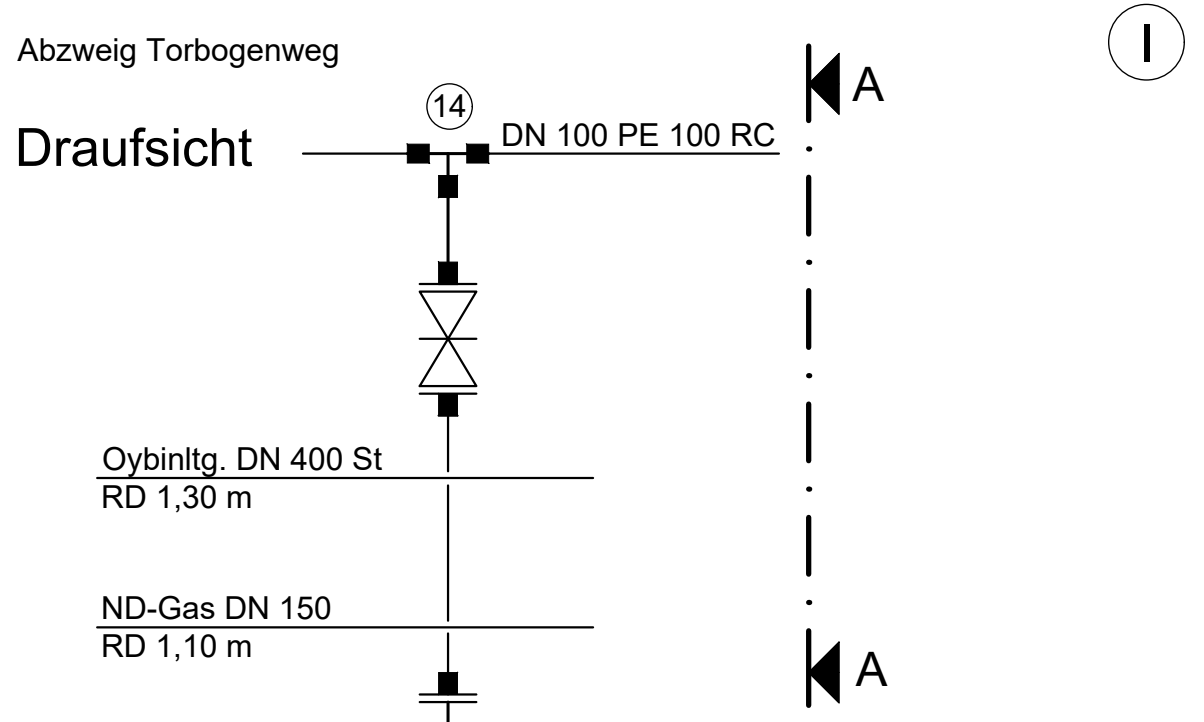 Abzweig Torbogenweg
I
A
14
Draufsicht
DN 100 PE 100 RC
Oybinltg. DN 400 St
RD 1,30 m
ND-Gas DN 150
RD 1,10 m
A